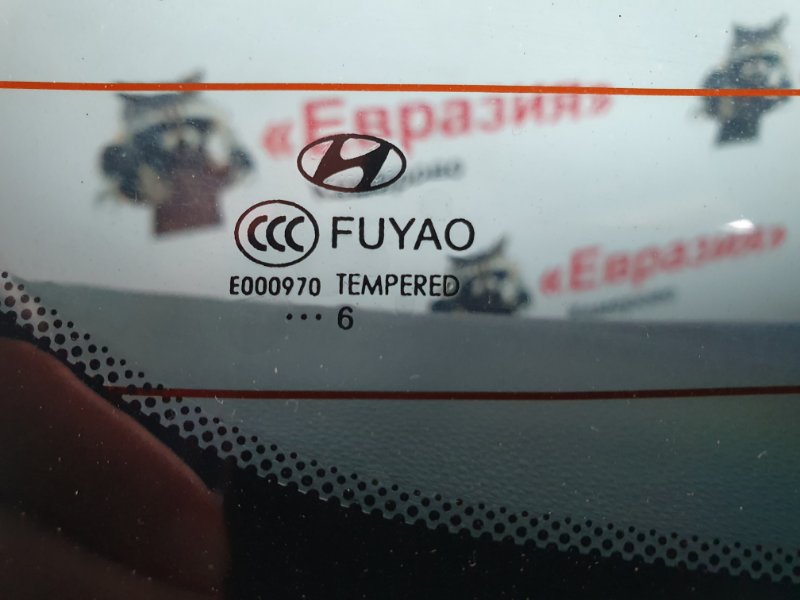 «Евразия»
CCC FUYAO
E000970 TEMPERED
«Евразия»
... 6